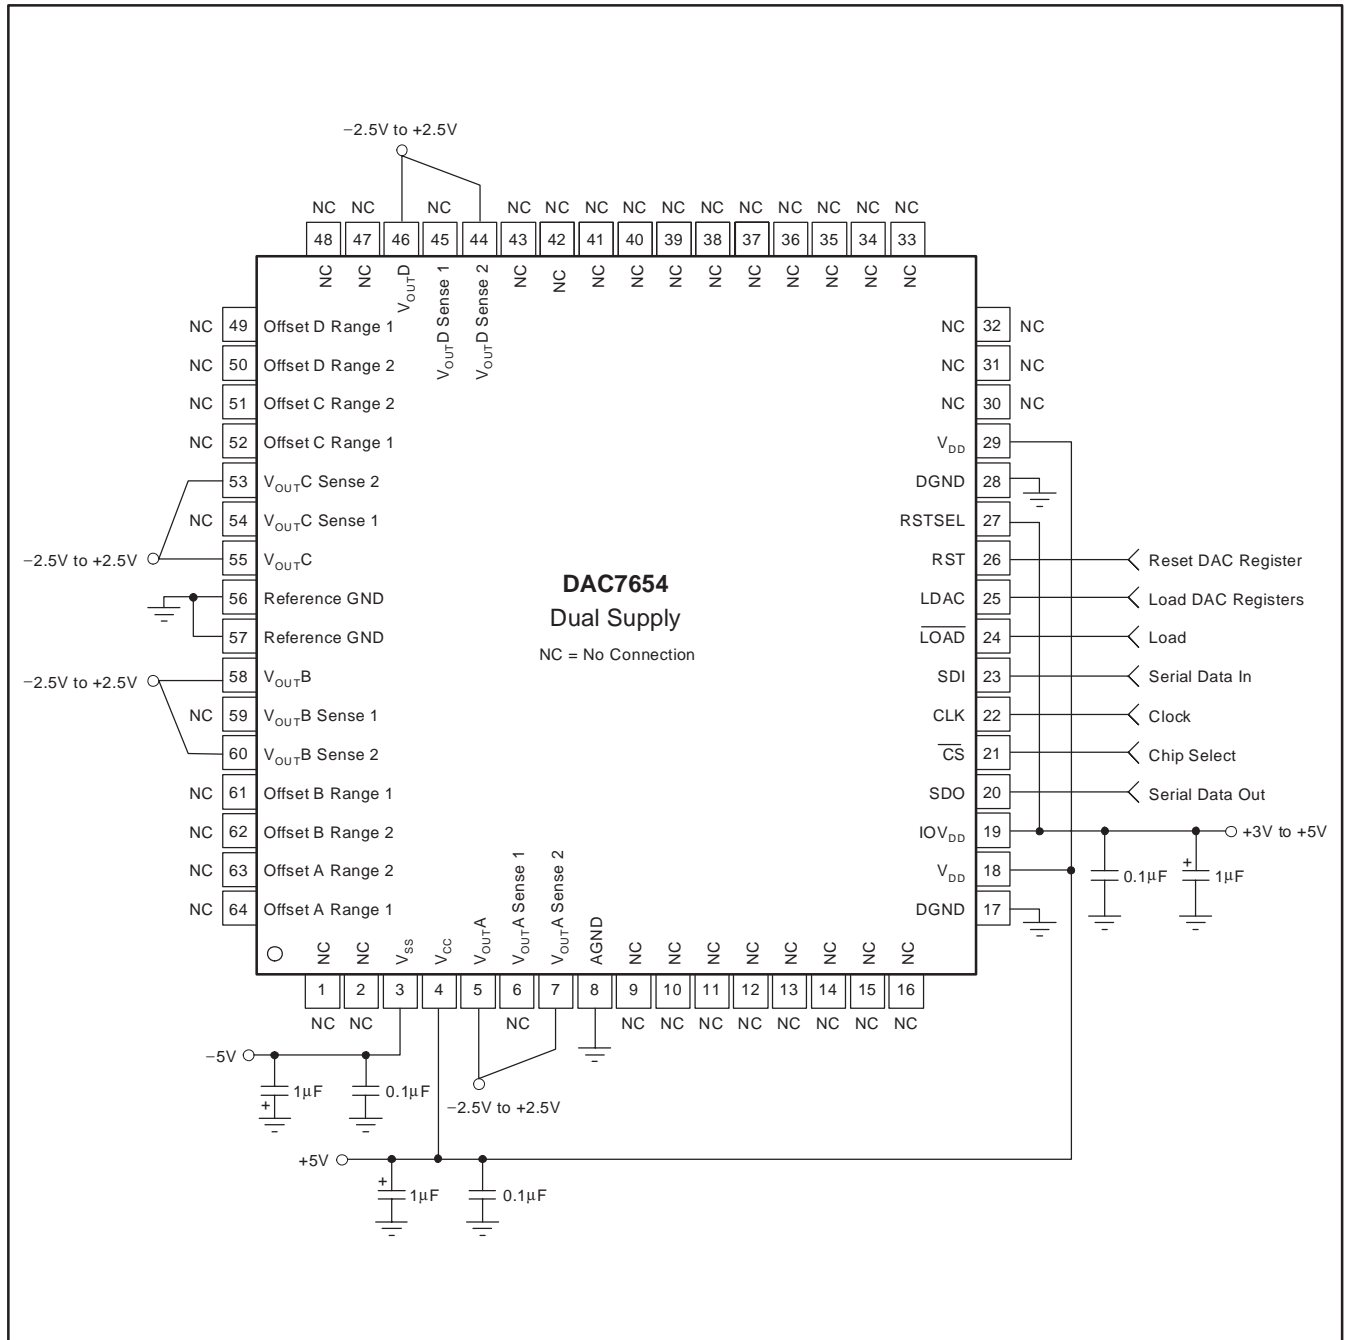 −2.5V to +2.5V
NC NC NC NC NC NC NC NC NC NC NC NC NC NC
48 47 46 45 44 43 42 41 40 39 38 37 36 35 34 33
NC NC VOUTD VOUTD Sense 1 VOUTD Sense 2 NC NC NC NC NC NC NC NC NC NC NC
NC 49 Offset D Range 1
NC 50 Offset D Range 2
NC 51 Offset C Range 2
NC 52 Offset C Range 1
53 VOUTC Sense 2
NC 54 VOUTC Sense 1
−2.5V to +2.5V 55 VOUTC
56 Reference GND
57 Reference GND
−2.5V to +2.5V 58 VOUTB
NC 59 VOUTB Sense 1
60 VOUTB Sense 2
NC 61 Offset B Range 1
NC 62 Offset B Range 2
NC 63 Offset A Range 2
NC 64 Offset A Range 1
DAC7654
Dual Supply
NC = No Connection
NC 32 NC
NC 31 NC
NC 30 NC
VDD 29
DGND 28
RSTSEL 27
RST 26 Reset DAC Register
LDAC 25 Load DAC Registers
LOAD 24 Load
SDI 23 Serial Data In
CLK 22 Clock
CS 21 Chip Select
SDO 20 Serial Data Out
IOVDD 19 +3V to +5V
VDD 18 0.1µF + 1µF
DGND 17
NC NC VSS VCC VOUTA VOUTA Sense 1 VOUTA Sense 2 AGND NC NC NC NC NC NC NC NC
1 2 3 4 5 6 7 8 9 10 11 12 13 14 15 16
NC NC NC NC NC NC NC NC NC NC NC
−5V
1µF + 0.1µF
−2.5V to +2.5V
+5V
+ 1µF 0.1µF